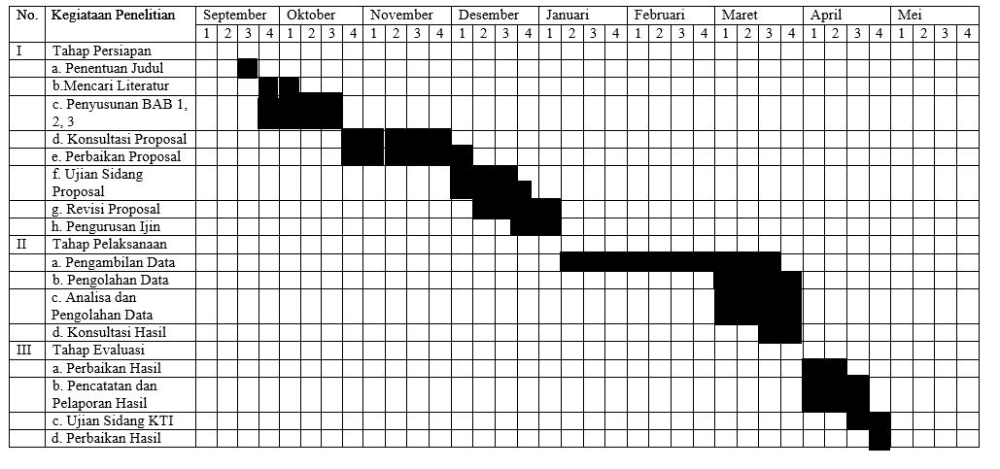 No. Kegiataan Penelitian September Oktober November Desember Januari Februari Maret April Mei
1 2 3 4 1 2 3 4 1 2 3 4 1 2 3 4 1 2 3 4 1 2 3 4 1 2 3 4 1 2 3 4 1 2 3 4
I Tahap Persiapan
a. Penentuan Judul
b.Mencari Literatur
c. Penyusunan BAB 1,
2, 3
d. Konsultasi Proposal
e. Perbaikan Proposal
f. Ujian Sidang
Proposal
g. Revisi Proposal
h. Pengurusan Ijin
II Tahap Pelaksanaan
a. Pengambilan Data
b. Pengolahan Data
c. Analisa dan
Pengolahan Data
d. Konsultasi Hasil
III Tahap Evaluasi
a. Perbaikan Hasil
b. Pencatatan dan
Pelaporan Hasil
c. Ujian Sidang KTI
d. Perbaikan Hasil